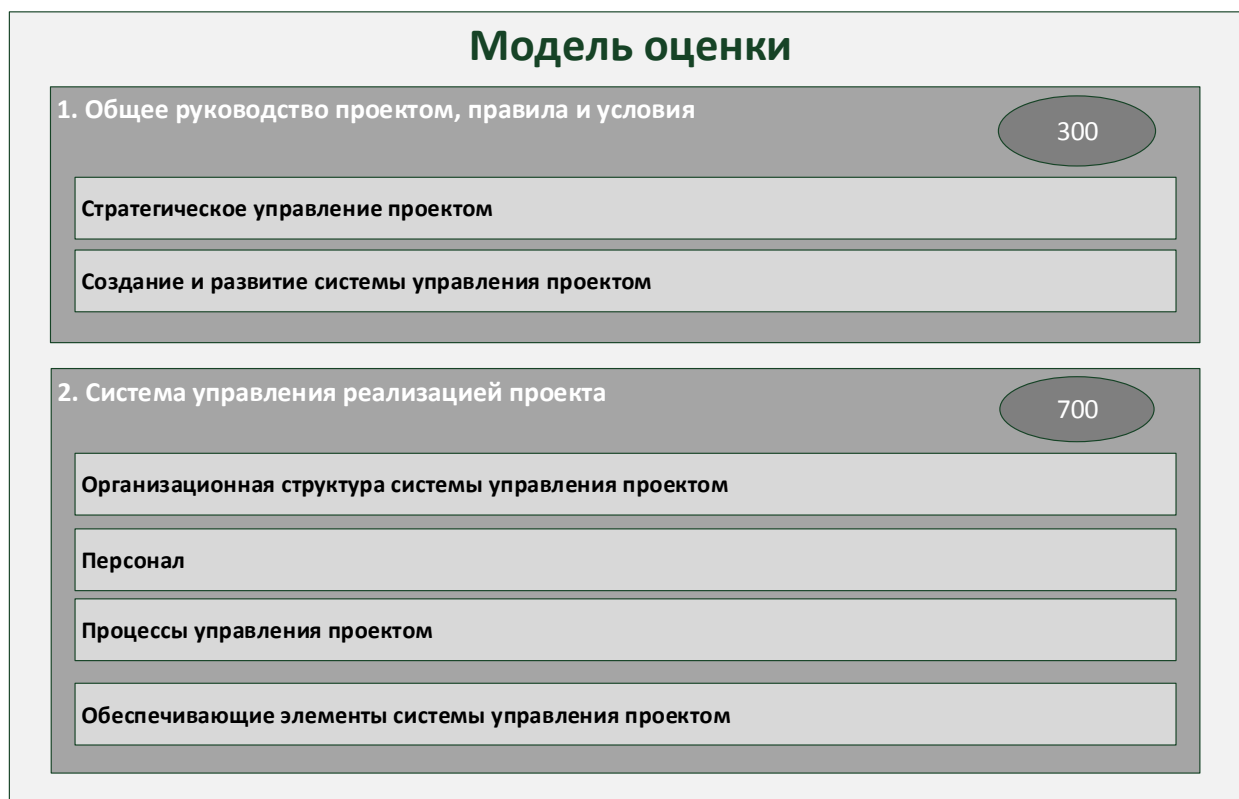 Модель оценки
1. Общее руководство проектом, правила и условия
300
Стратегическое управление проектом
Создание и развитие системы управления проектом
2. Система управления реализацией проекта
700
Организационная структура системы управления проектом
Персонал
Процессы управления проектом
Обеспечивающие элементы системы управления проектом